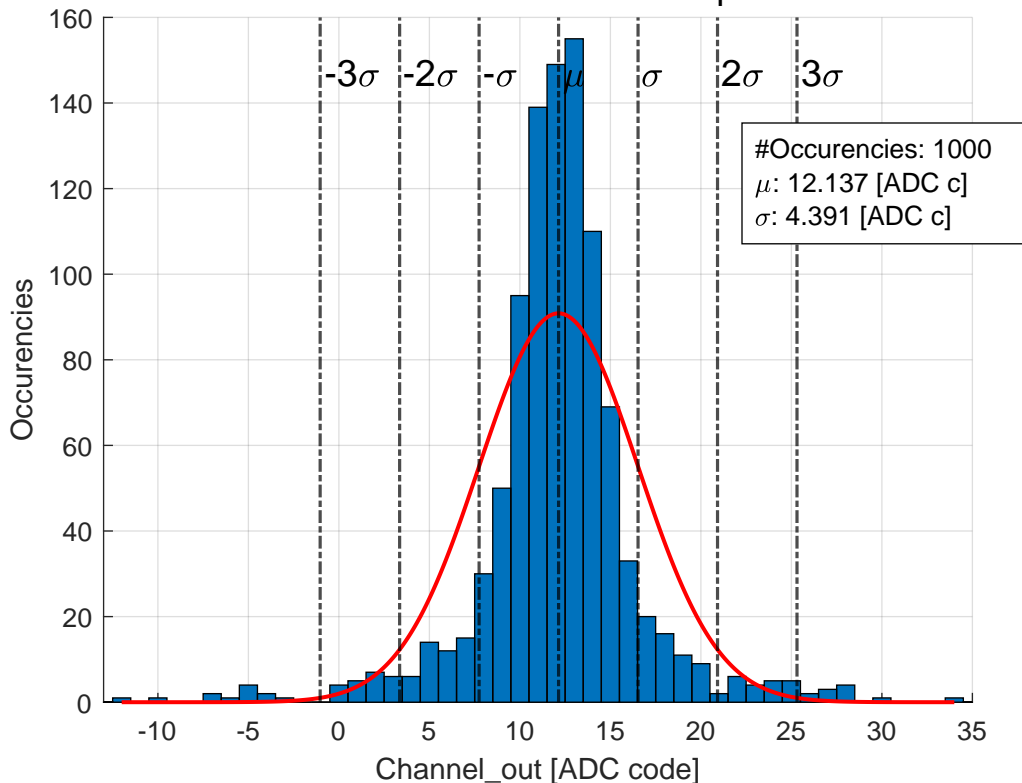 160
140
120
100
80
60
40
20
0
Occurencies
-3σ -2σ -σ μ σ 2σ 3σ
#Occurencies: 1000
μ: 12.137 [ADC c]
σ: 4.391 [ADC c]
-10 -5 0 5 10 15 20 25 30 35
Channel_out [ADC code]